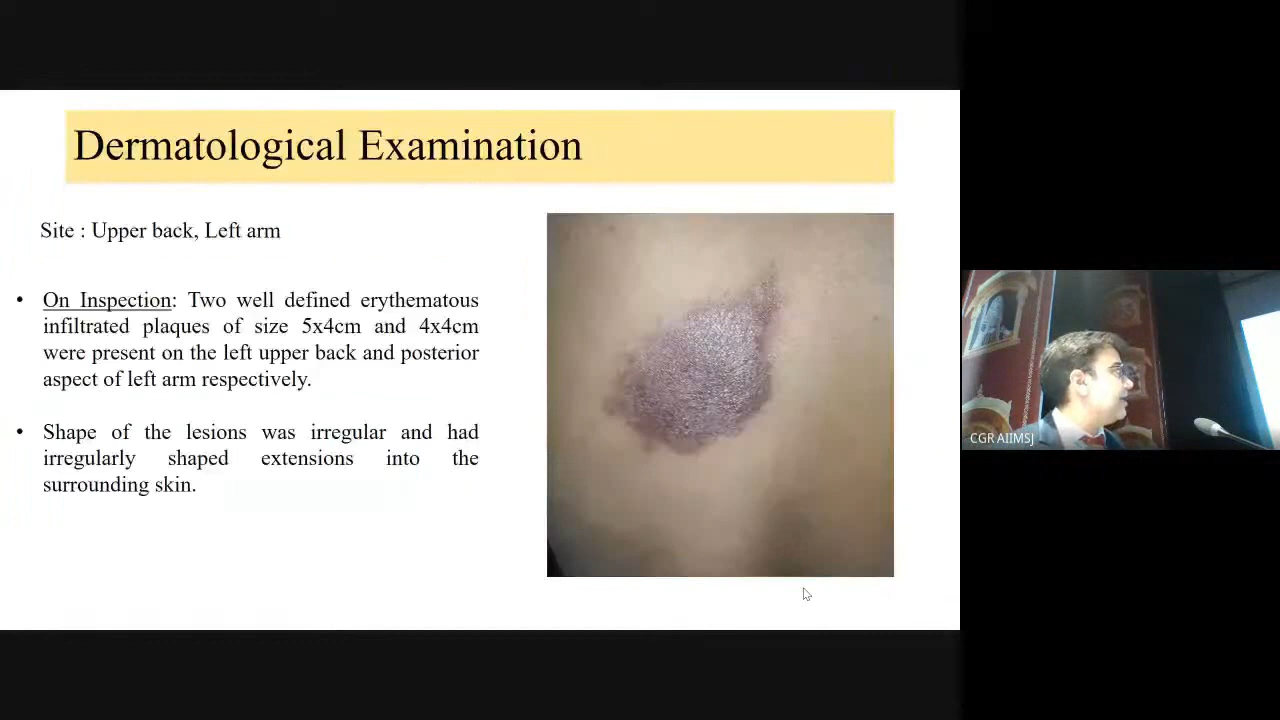 Dermatological Examination
Site : Upper back, Left arm
• On Inspection: Two well defined erythematous
infiltrated plaques of size 5x4cm and 4x4cm
were present on the left upper back and posterior
aspect of left arm respectively.
• Shape of the lesions was irregular and had
irregularly shaped extensions into the
surrounding skin.
CGR AIIMSJ